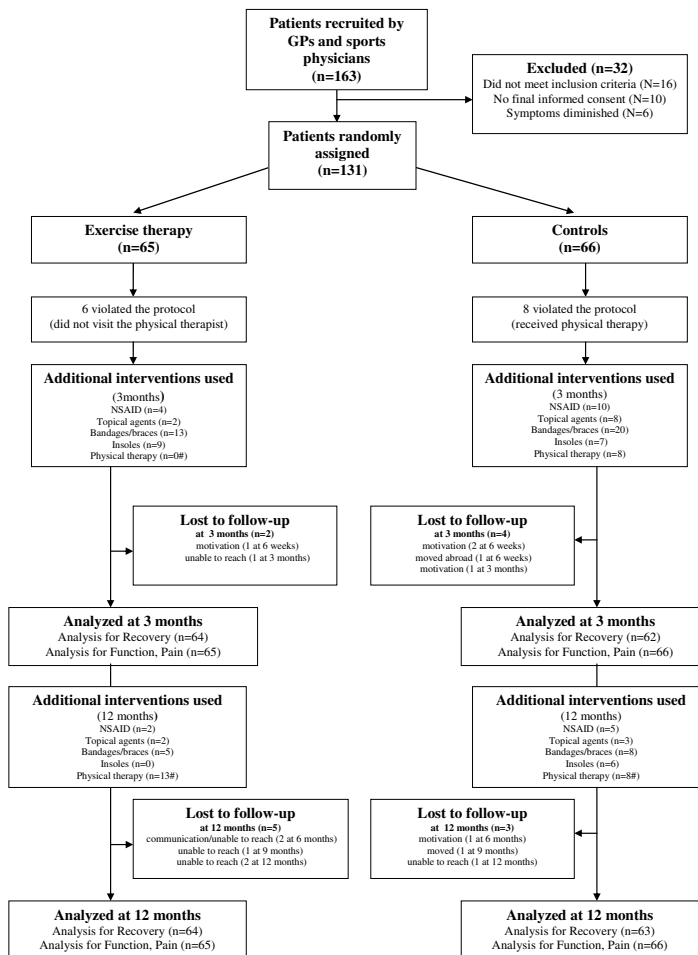 Patients recruited by
GPs and sports
physicians
(n=163)
Excluded (n=32)
Did not meet inclusion criteria (N=16)
No final informed consent (N=10)
Symptoms diminished (N=6)
Patients randomly
assigned
(n=131)
Exercise therapy
(n=65)
Controls
(n=66)
6 violated the protocol
(did not visit the physical therapist)
8 violated the protocol
(received physical therapy)
Additional interventions used
(3months)
NSAID (n=4)
Topical agents (n=2)
Bandages/braces (n=13)
Insoles (n=9)
Physical therapy (n=0#)
Additional interventions used
(3 months)
NSAID (n=10)
Topical agents (n=8)
Bandages/braces (n=20)
Insoles (n=7)
Physical therapy (n=8)
Lost to follow-up
at 3 months (n=2)
motivation (1 at 6 weeks)
unable to reach (1 at 3 months)
Lost to follow-up
at 3 months (n=4)
motivation (2 at 6 weeks)
moved abroad (1 at 6 weeks)
motivation (1 at 3 months)
Analyzed at 3 months
Analysis for Recovery (n=64)
Analysis for Function, Pain (n=65)
Analyzed at 3 months
Analysis for Recovery (n=62)
Analysis for Function, Pain (n=66)
Additional interventions used
(12 months)
NSAID (n=2)
Topical agents (n=2)
Bandages/braces (n=5)
Insoles (n=0)
Physical therapy (n=13#)
Additional interventions used
(12 months)
NSAID (n=5)
Topical agents (n=3)
Bandages/braces (n=8)
Insoles (n=6)
Physical therapy (n=8#)
Lost to follow-up
at 12 months (n=5)
communication/unable to reach (2 at 6 months)
unable to reach (1 at 9 months)
unable to reach (2 at 12 months)
Lost to follow-up
at 12 months (n=3)
motivation (1 at 6 months)
moved (1 at 9 months)
unable to reach (1 at 12 months)
Analyzed at 12 months
Analysis for Recovery (n=64)
Analysis for Function, Pain (n=65)
Analyzed at 12 months
Analysis for Recovery (n=63)
Analysis for Function, Pain (n=66)